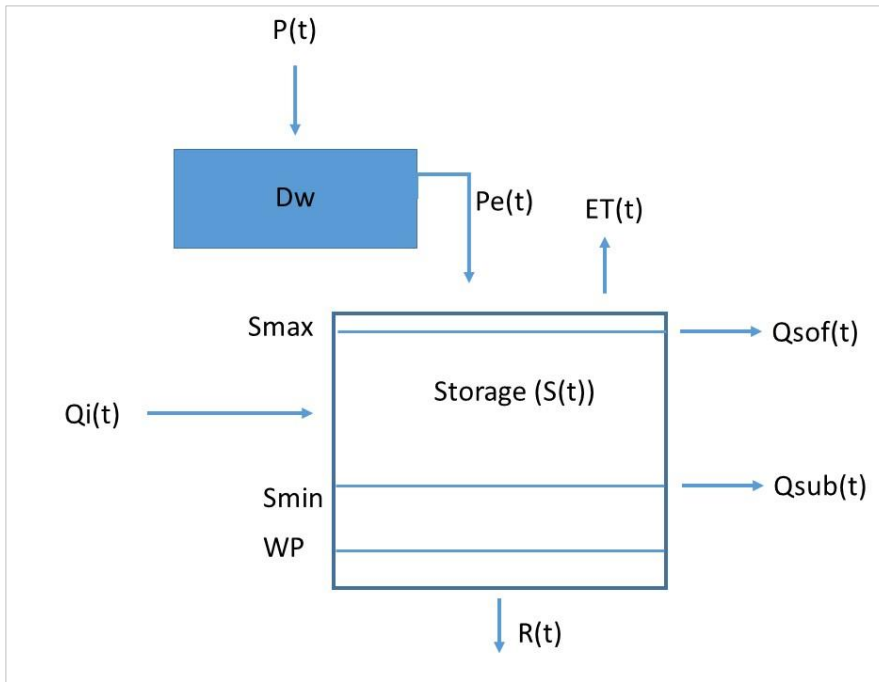 P(t)
Dw
Pe(t)
ET(t)
Smax
Qsof(t)
Storage (S(t))
Qi(t)
Smin
Qsub(t)
WP
R(t)